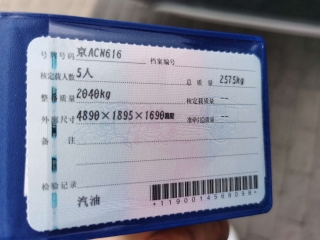 号牌号码 京ACN616 档案编号
核定载人数 5人 总质量 2575kg
整备质量 2040kg 核定载质量 --
外廓尺寸 4890×1895×1690mm 准牵引总质量 --
备注
检验记录
汽油